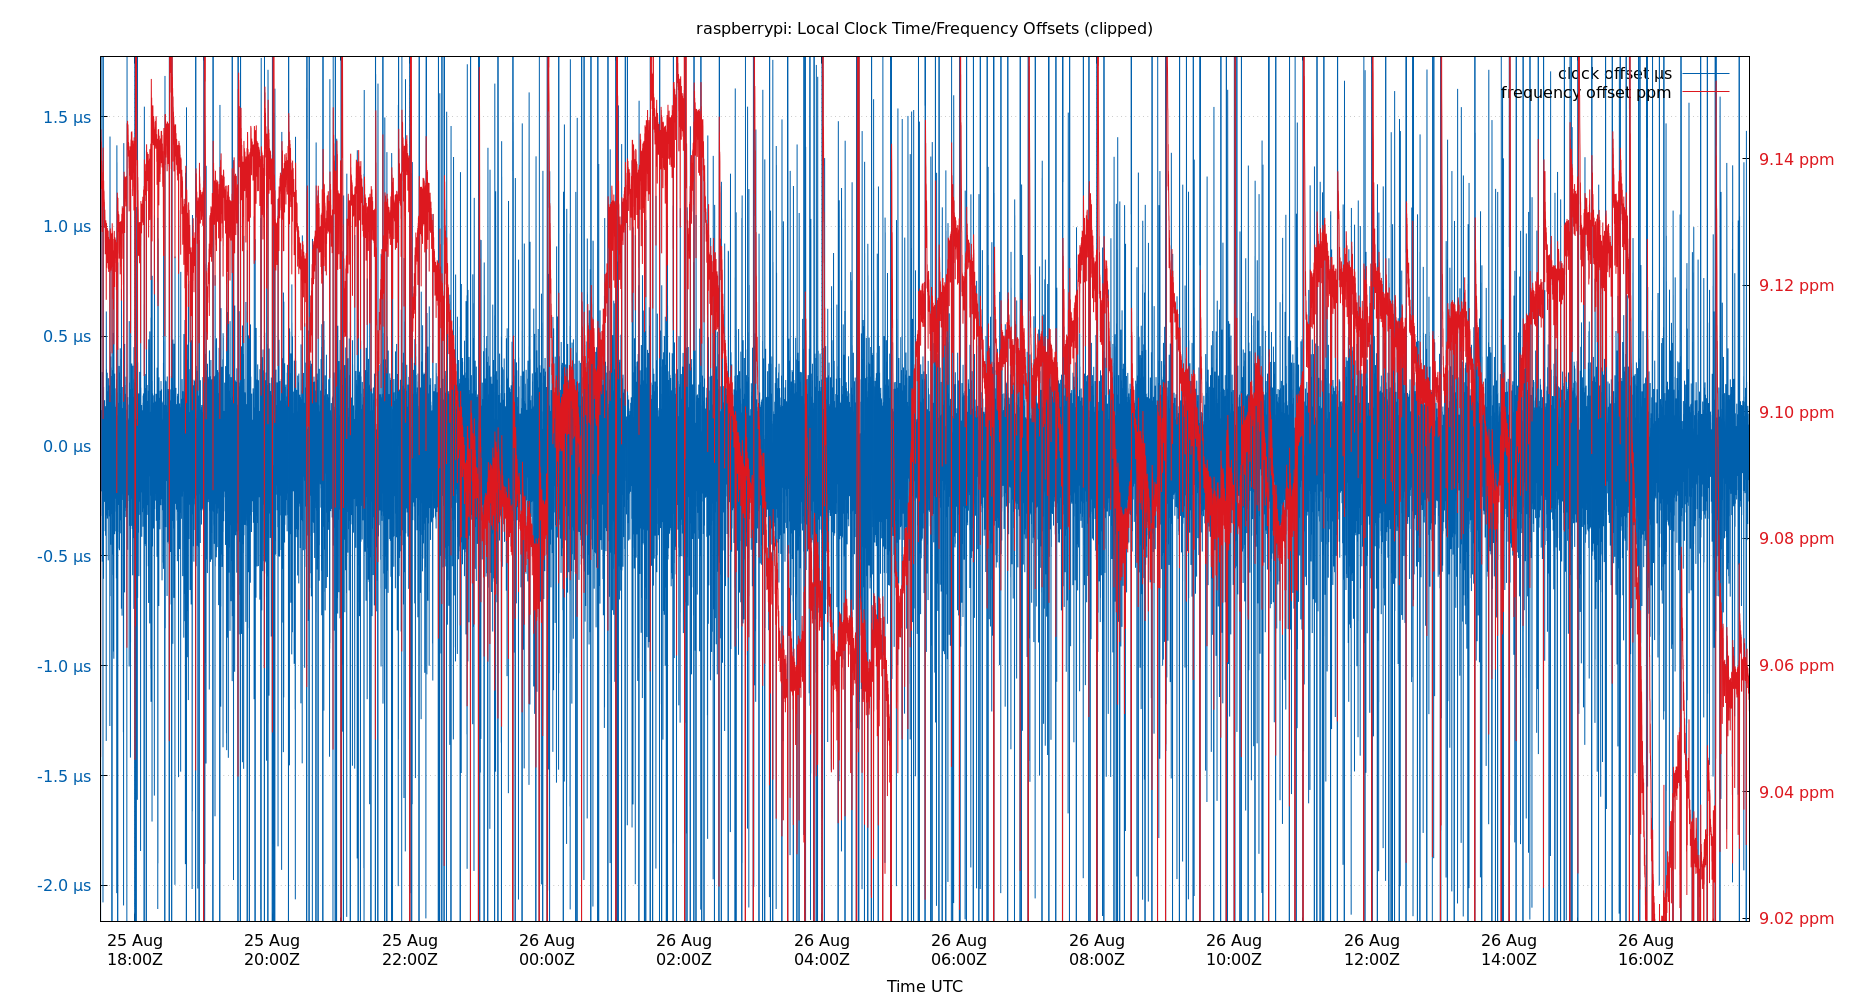 raspberrypi: Local Clock Time/Frequency Offsets (clipped)
clock offset µs
frequency offset ppm
1.5 µs
1.0 µs
0.5 µs
0.0 µs
-0.5 µs
-1.0 µs
-1.5 µs
-2.0 µs
9.14 ppm
9.12 ppm
9.10 ppm
9.08 ppm
9.06 ppm
9.04 ppm
9.02 ppm
25 Aug 25 Aug 25 Aug 26 Aug 26 Aug 26 Aug 26 Aug 26 Aug 26 Aug 26 Aug 26 Aug 26 Aug
18:00Z 20:00Z 22:00Z 00:00Z 02:00Z 04:00Z 06:00Z 08:00Z 10:00Z 12:00Z 14:00Z 16:00Z
Time UTC